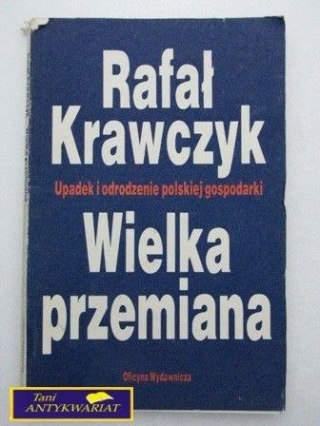 Rafał
Krawczyk
Upadek i odrodzenie polskiej gospodarki
Wielka
przemiana
Oficyna Wydawnicza
Tani
ANTYKWARIAT